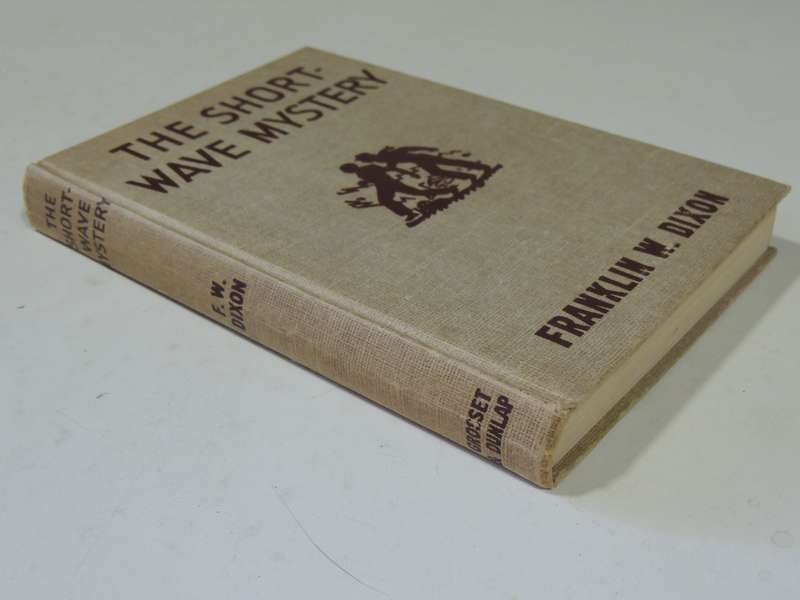 THE SHORT-
WAVE MYSTERY
FRANKLIN W. DIXON
THE
SHORT-
WAVE
MYSTERY
F. W.
DIXON
GROSSET
& DUNLAP